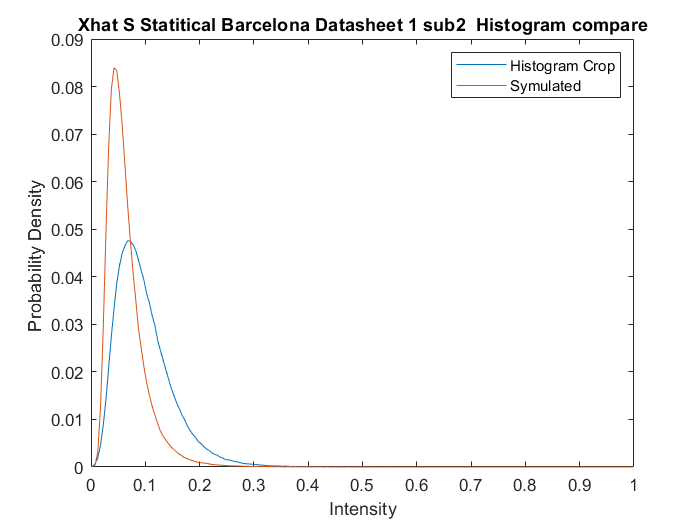 Xhat S Statitical Barcelona Datasheet 1 sub2  Histogram compare
0.09
0.08
0.07
0.06
0.05
0.04
0.03
0.02
0.01
0
Probability Density
Histogram Crop
Symulated
0 0.1 0.2 0.3 0.4 0.5 0.6 0.7 0.8 0.9 1
Intensity